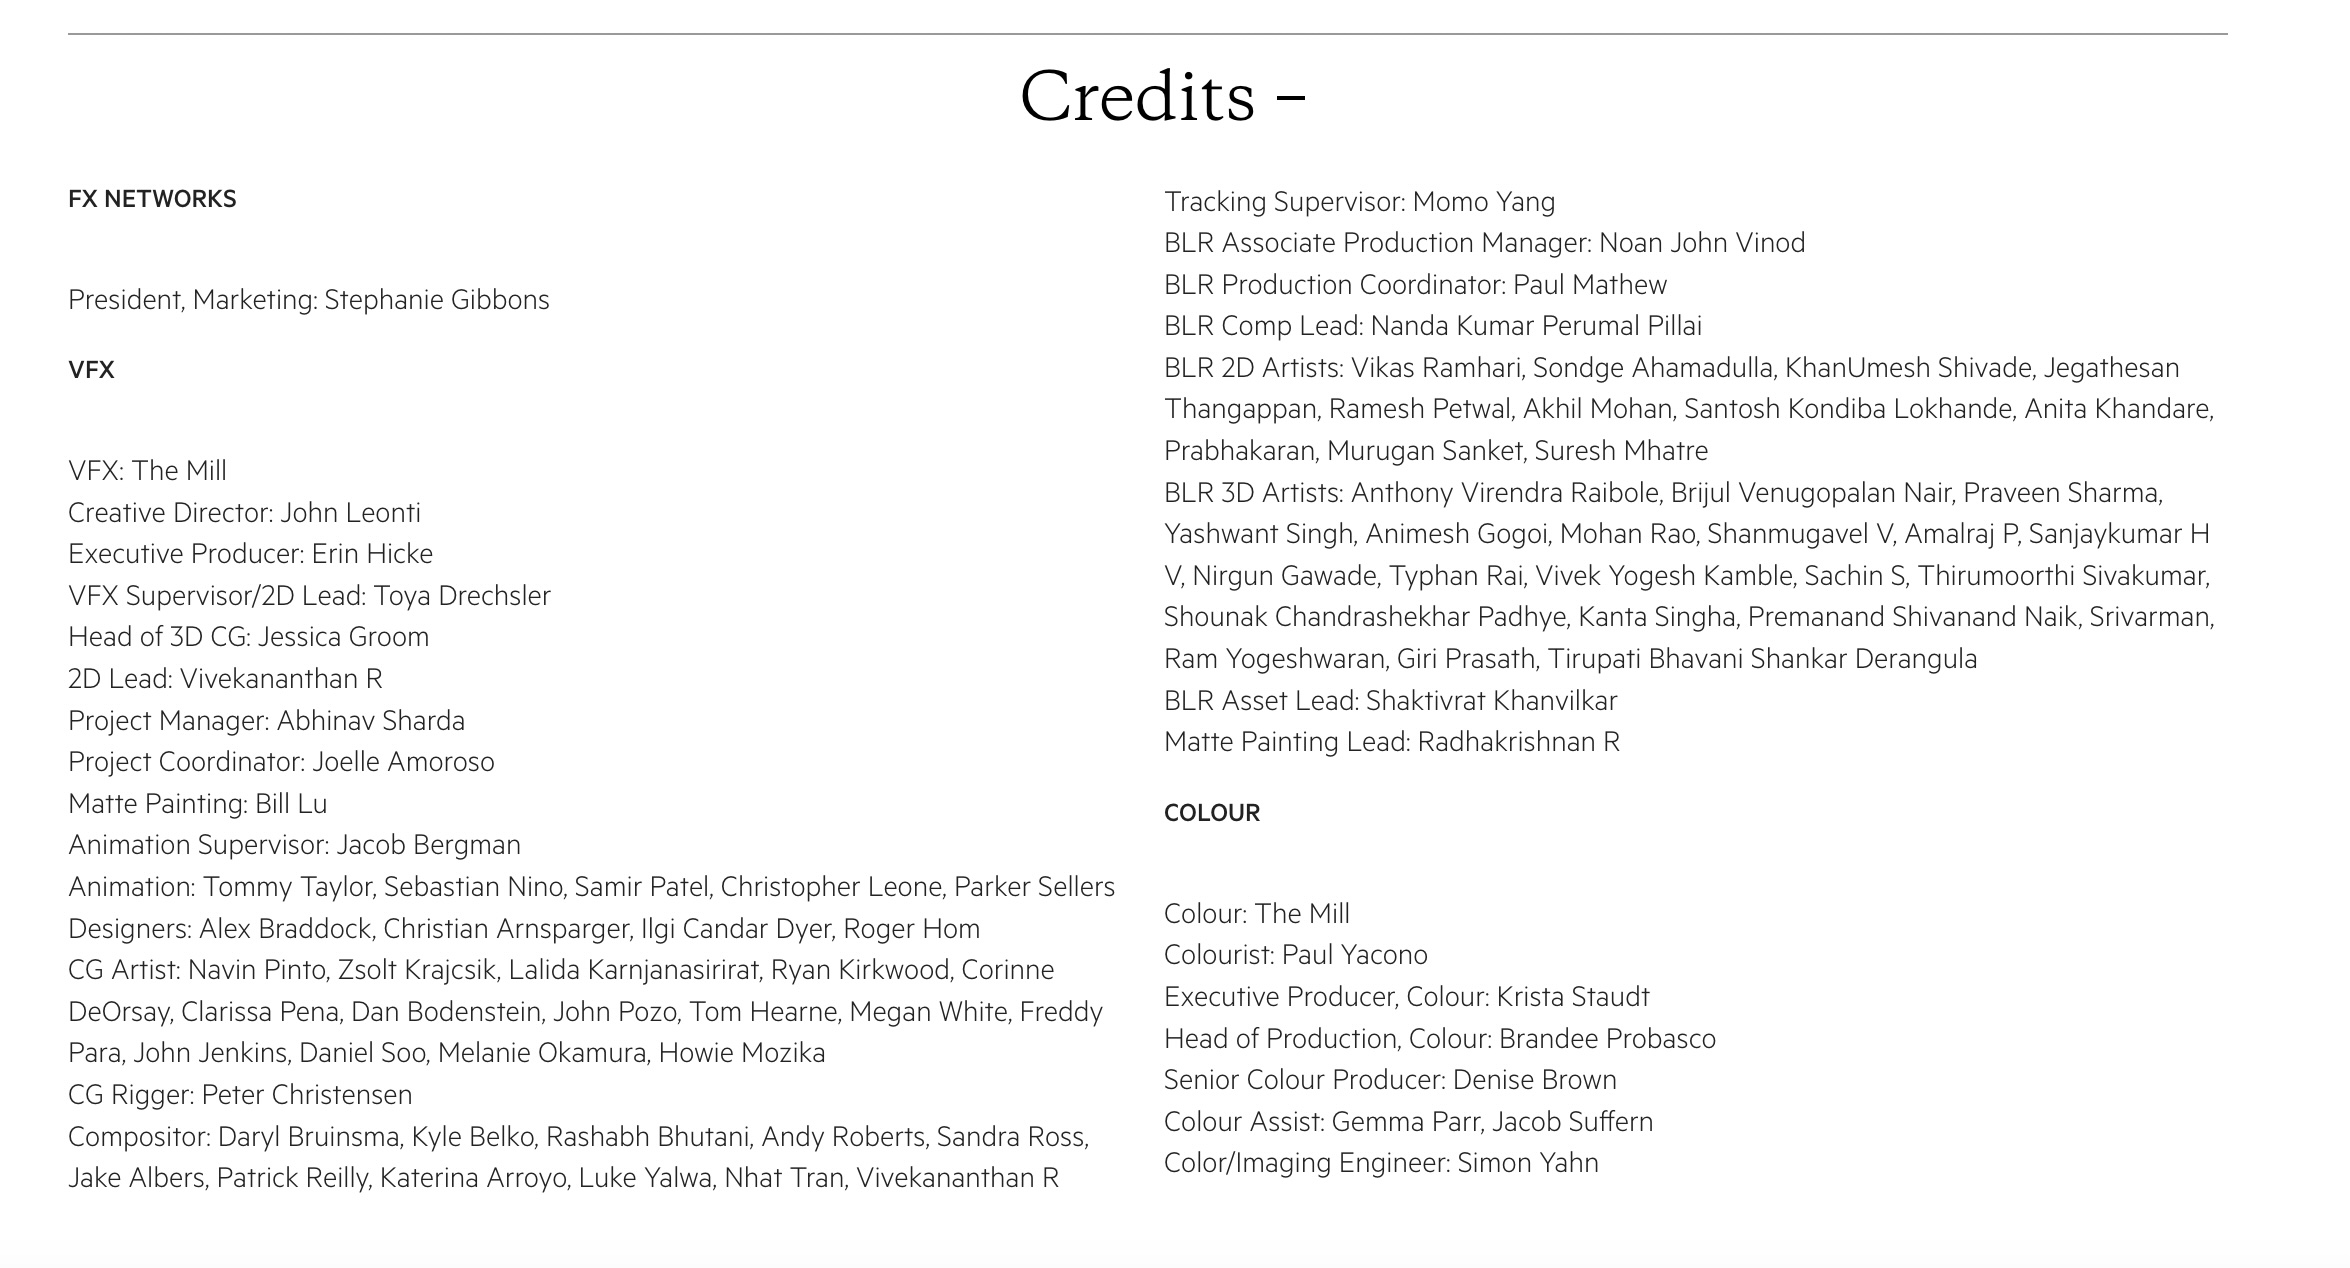 Credits –
FX NETWORKS
President, Marketing: Stephanie Gibbons
VFX
VFX: The Mill
Creative Director: John Leonti
Executive Producer: Erin Hicke
VFX Supervisor/2D Lead: Toya Drechsler
Head of 3D CG: Jessica Groom
2D Lead: Vivekananthan R
Project Manager: Abhinav Sharda
Project Coordinator: Joelle Amoroso
Matte Painting: Bill Lu
Animation Supervisor: Jacob Bergman
Animation: Tommy Taylor, Sebastian Nino, Samir Patel, Christopher Leone, Parker Sellers
Designers: Alex Braddock, Christian Arnsparger, Ilgi Candar Dyer, Roger Hom
CG Artist: Navin Pinto, Zsolt Krajcsik, Lalida Karnjanasirirat, Ryan Kirkwood, Corinne
DeOrsay, Clarissa Pena, Dan Bodenstein, John Pozo, Tom Hearne, Megan White, Freddy
Para, John Jenkins, Daniel Soo, Melanie Okamura, Howie Mozika
CG Rigger: Peter Christensen
Compositor: Daryl Bruinsma, Kyle Belko, Rashabh Bhutani, Andy Roberts, Sandra Ross,
Jake Albers, Patrick Reilly, Katerina Arroyo, Luke Yalwa, Nhat Tran, Vivekananthan R
Tracking Supervisor: Momo Yang
BLR Associate Production Manager: Noan John Vinod
BLR Production Coordinator: Paul Mathew
BLR Comp Lead: Nanda Kumar Perumal Pillai
BLR 2D Artists: Vikas Ramhari, Sondge Ahamadulla, KhanUmesh Shivade, Jegathesan
Thangappan, Ramesh Petwal, Akhil Mohan, Santosh Kondiba Lokhande, Anita Khandare,
Prabhakaran, Murugan Sanket, Suresh Mhatre
BLR 3D Artists: Anthony Virendra Raibole, Brijul Venugopalan Nair, Praveen Sharma,
Yashwant Singh, Animesh Gogoi, Mohan Rao, Shanmugavel V, Amalraj P, Sanjaykumar H
V, Nirgun Gawade, Typhan Rai, Vivek Yogesh Kamble, Sachin S, Thirumoorthi Sivakumar,
Shounak Chandrashekhar Padhye, Kanta Singha, Premanand Shivanand Naik, Srivarman,
Ram Yogeshwaran, Giri Prasath, Tirupati Bhavani Shankar Derangula
BLR Asset Lead: Shaktivrat Khanvilkar
Matte Painting Lead: Radhakrishnan R
COLOUR
Colour: The Mill
Colourist: Paul Yacono
Executive Producer, Colour: Krista Staudt
Head of Production, Colour: Brandee Probasco
Senior Colour Producer: Denise Brown
Colour Assist: Gemma Parr, Jacob Suffern
Color/Imaging Engineer: Simon Yahn